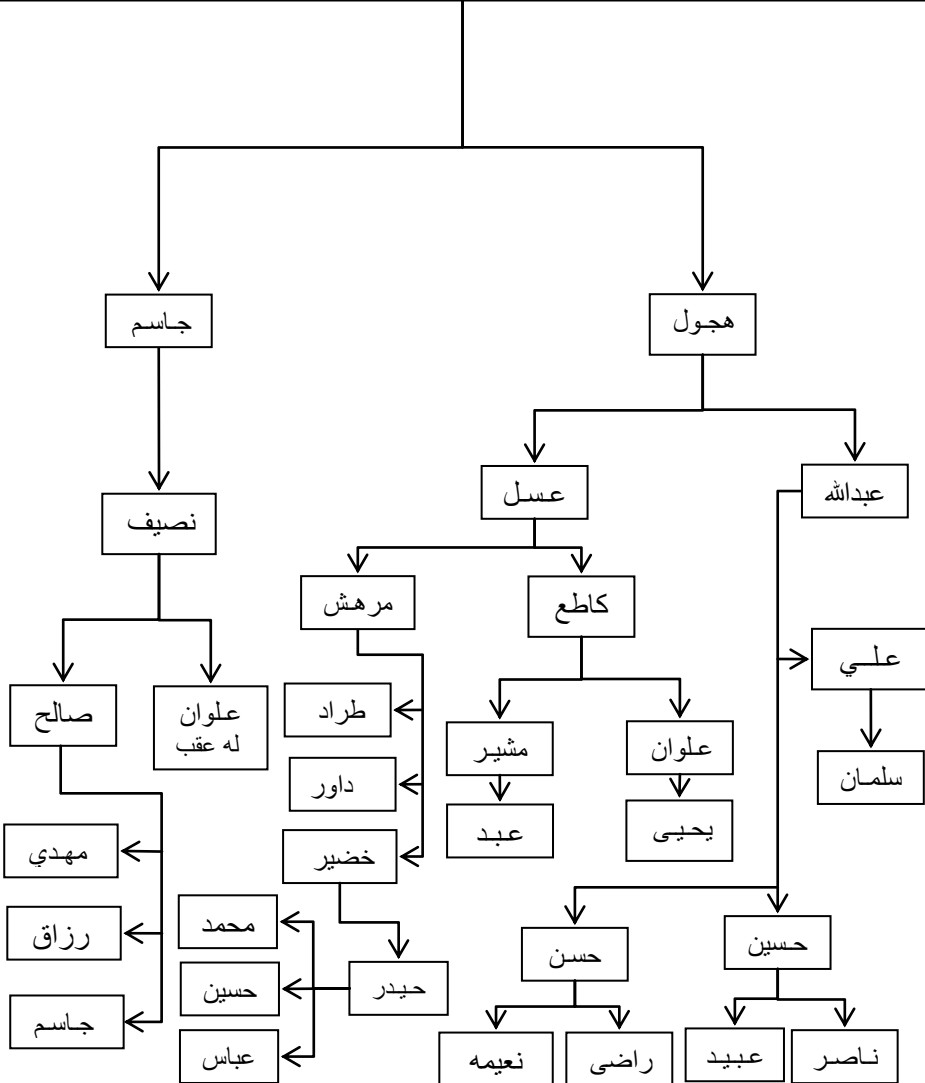 هجول
جاسم
عبدالله
عسل
نصيف
كاطع
مرهش
علي
علوان
مشير
طراد
علوان
له عقب
صالح
سلمان
يحيى
عبد
داور
خضير
مهدي
حسين
حسن
محمد
رزاق
حيدر
حسين
جاسم
ناصر
عبيد
راضي
نعيمه
عباس